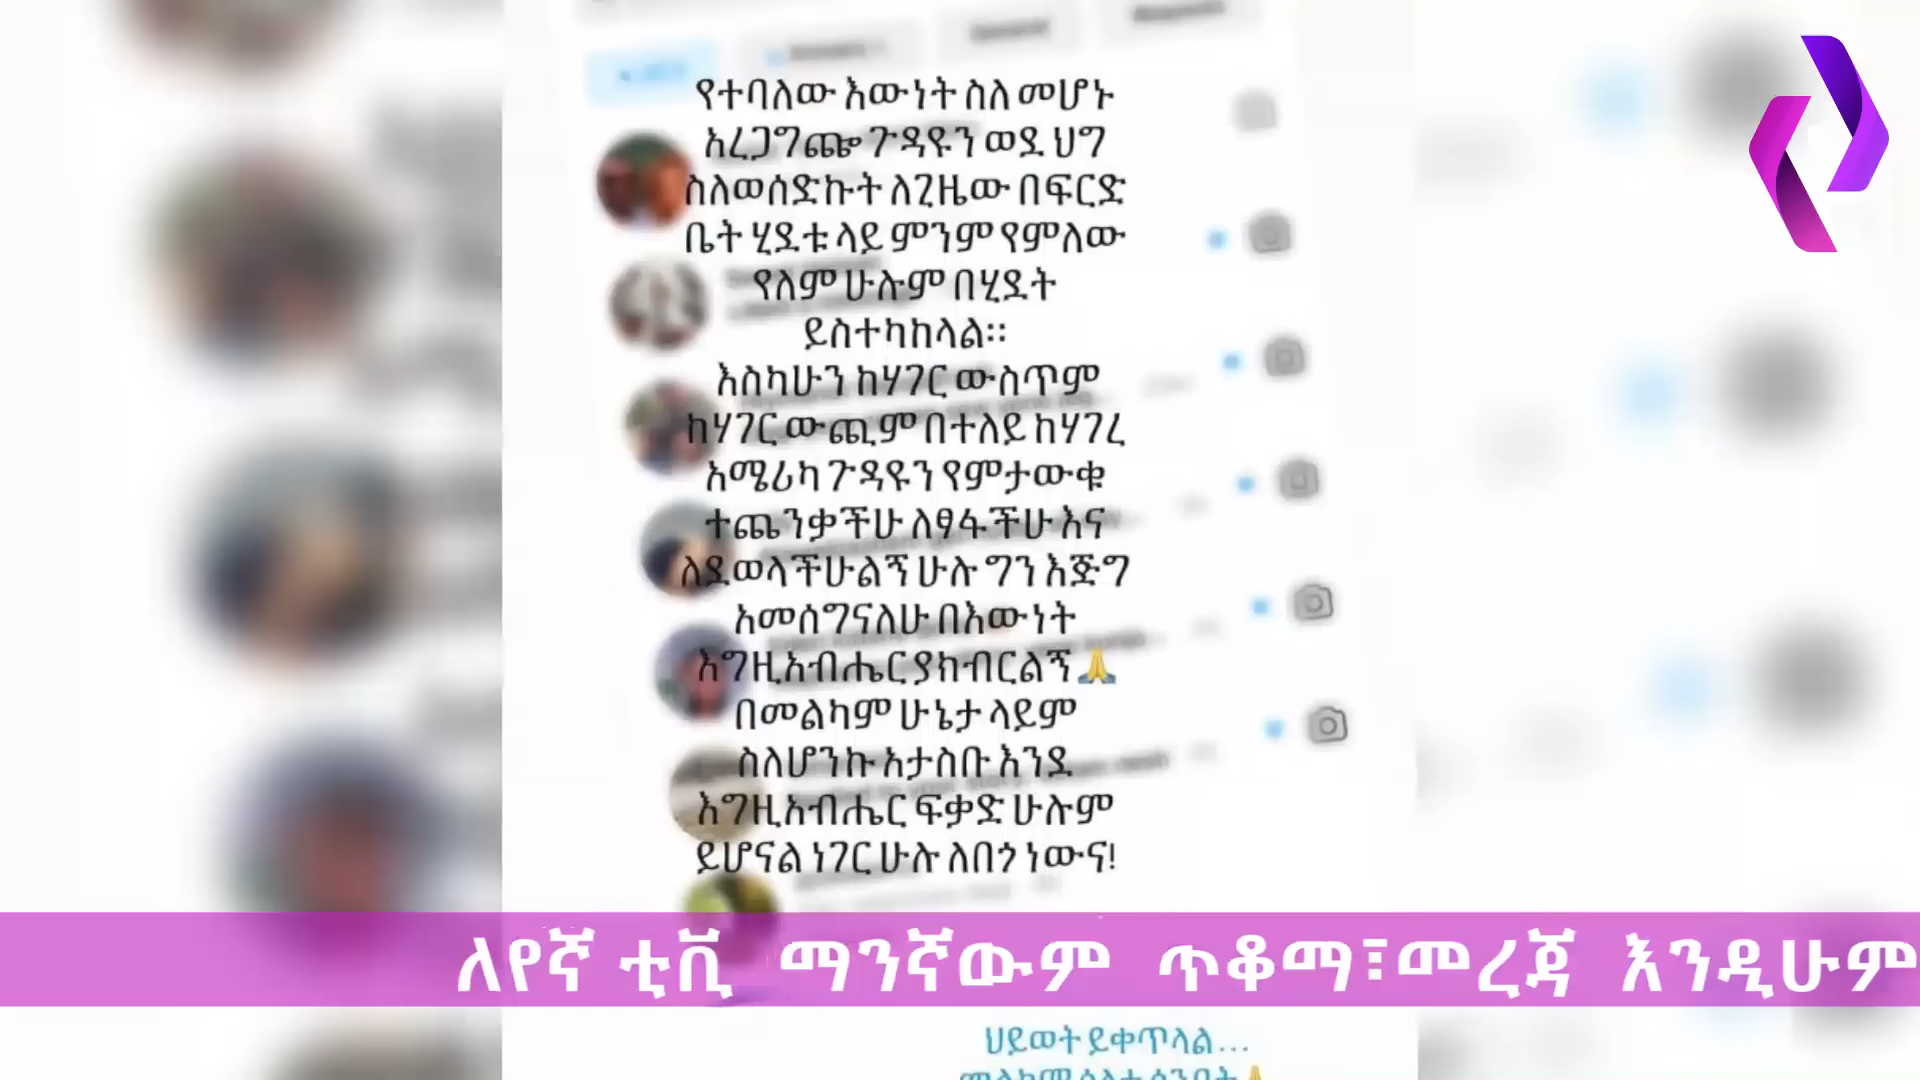 የተባለው እውነት ስለ መሆኑ
አረጋግጬ ጉዳዩን ወደ ህግ
ስለወሰድኩት ለጊዜው በፍርድ
ቤት ሂደቱ ላይ ምንም የምለው
የለም ሁሉም በሂደት
ይስተካከላል፡፡
እስካሁን ከሃገር ውስጥም
ከሃገር ውጪም በተለይ ከሃገረ
አሜሪካ ጉዳዩን የምታውቁ
ተጨንቃችሁ ለፃፋችሁ እና
ለደወላችሁልኝ ሁሉ ግን እጅግ
አመሰግናለሁ በእውነት
እግዚአብሔር ያክብርልኝ🙏
በመልካም ሁኔታ ላይም
ስለሆንኩ አታስቡ እንደ
እግዚአብሔር ፍቃድ ሁሉም
ይሆናል ነገር ሁሉ ለበጎ ነውና!
ለየኛ ቲቪ ማንኛውም ጥቆማ፣መረጃ እንዲሁም
ህይወት ይቀጥላል...